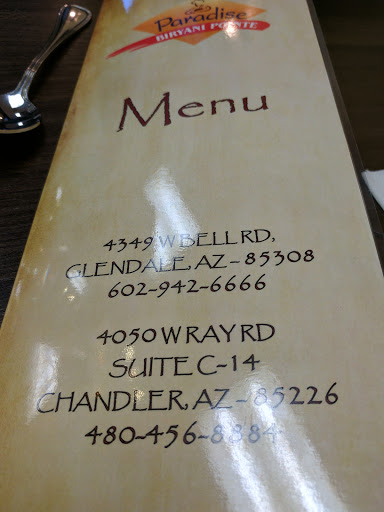 Paradise
BIRYANI POINTE
Menu
4349 W BELL RD,
GLENDALE, AZ - 85308
602-942-6666
4050 W RAY RD
SUITE C-14
CHANDLER, AZ - 85226
480-456-8884